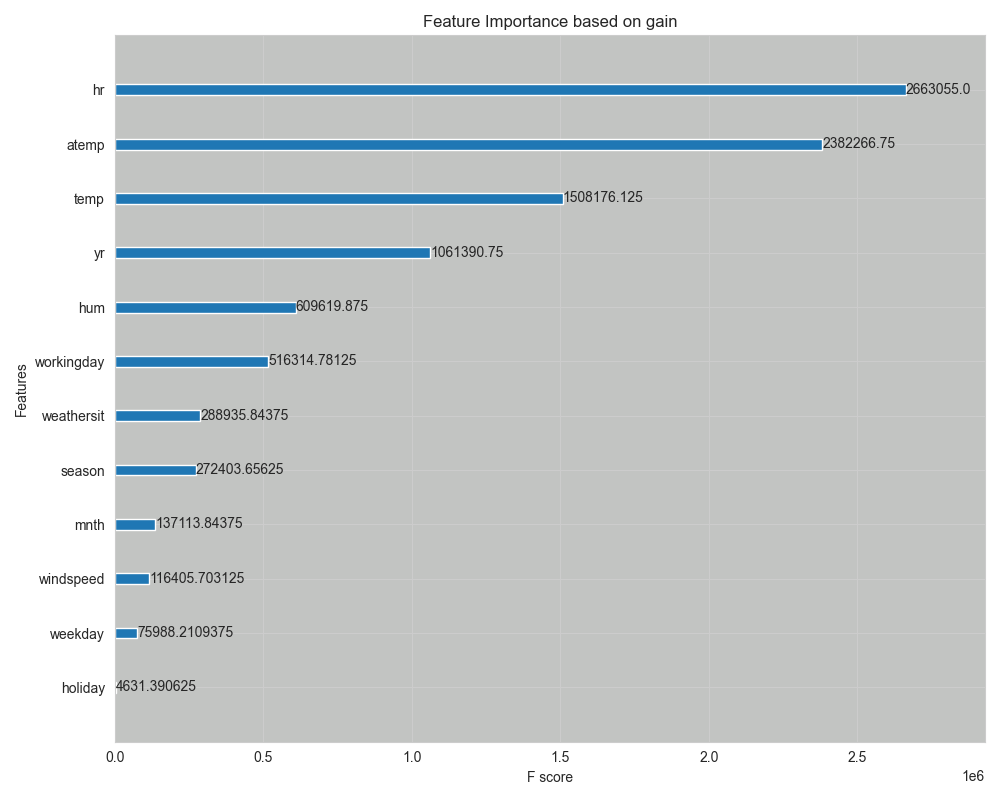 Feature Importance based on gain
hr 2663055.0
atemp 2382266.75
temp 1508176.125
yr 1061390.75
hum 609619.875
workingday 516314.78125
weathersit 288935.84375
season 272403.65625
mnth 137113.84375
windspeed 116405.703125
weekday 75988.2109375
holiday 4631.390625
Features
0.0 0.5 1.0 1.5 2.0 2.5
F score
1e6